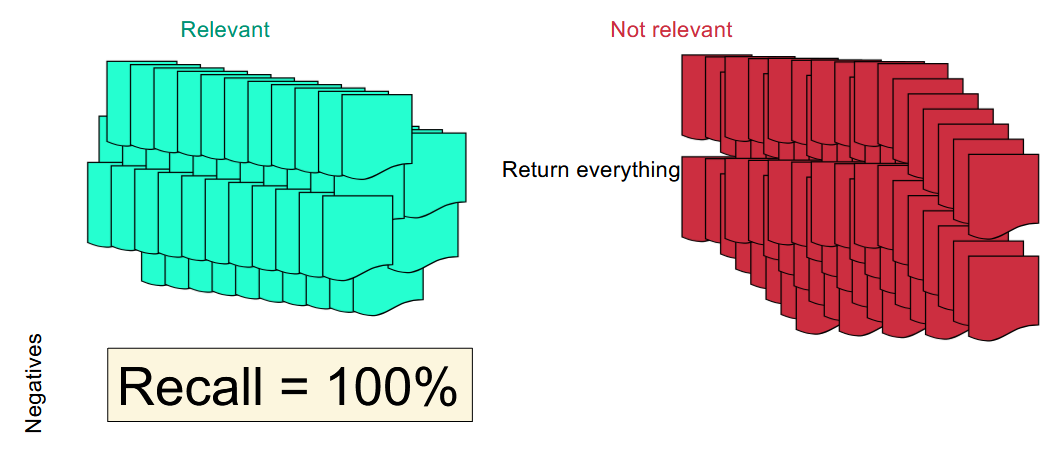 Relevant
Not relevant
Return everything
Recall = 100%
Negatives